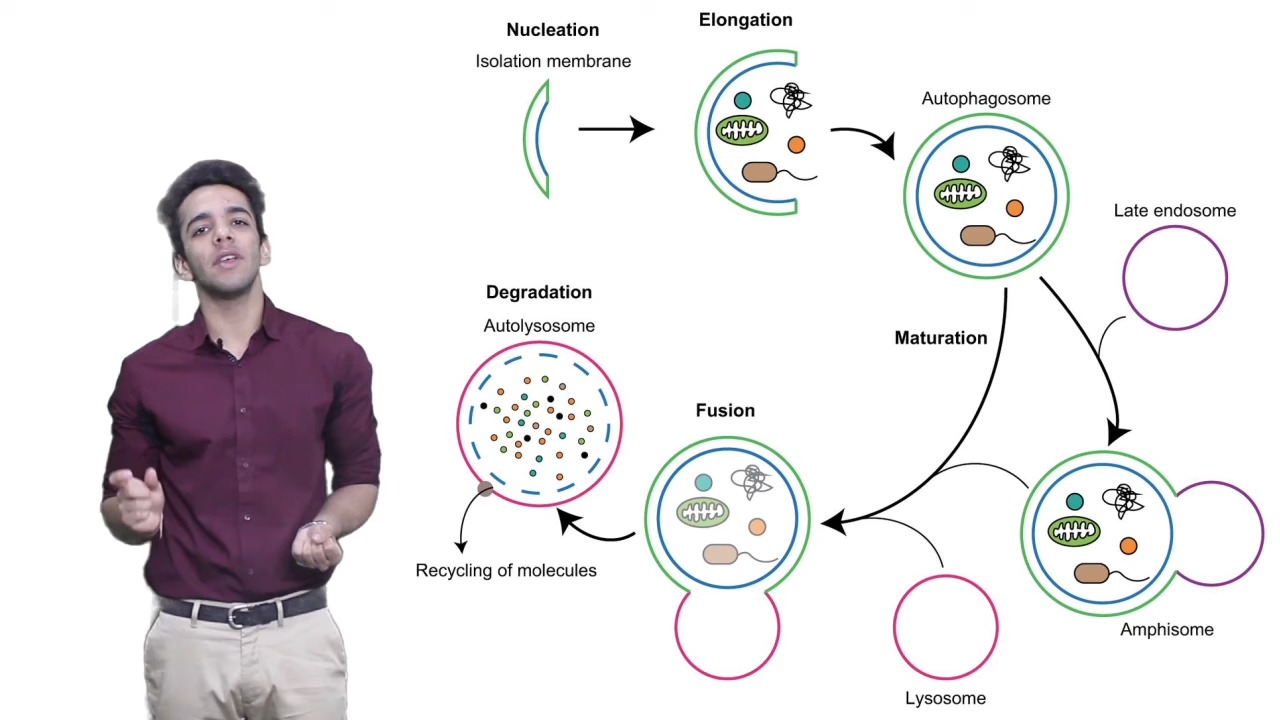 Nucleation
Isolation membrane
Elongation
Autophagosome
Late endosome
Maturation
Amphisome
Lysosome
Fusion
Degradation
Autolysosome
Recycling of molecules